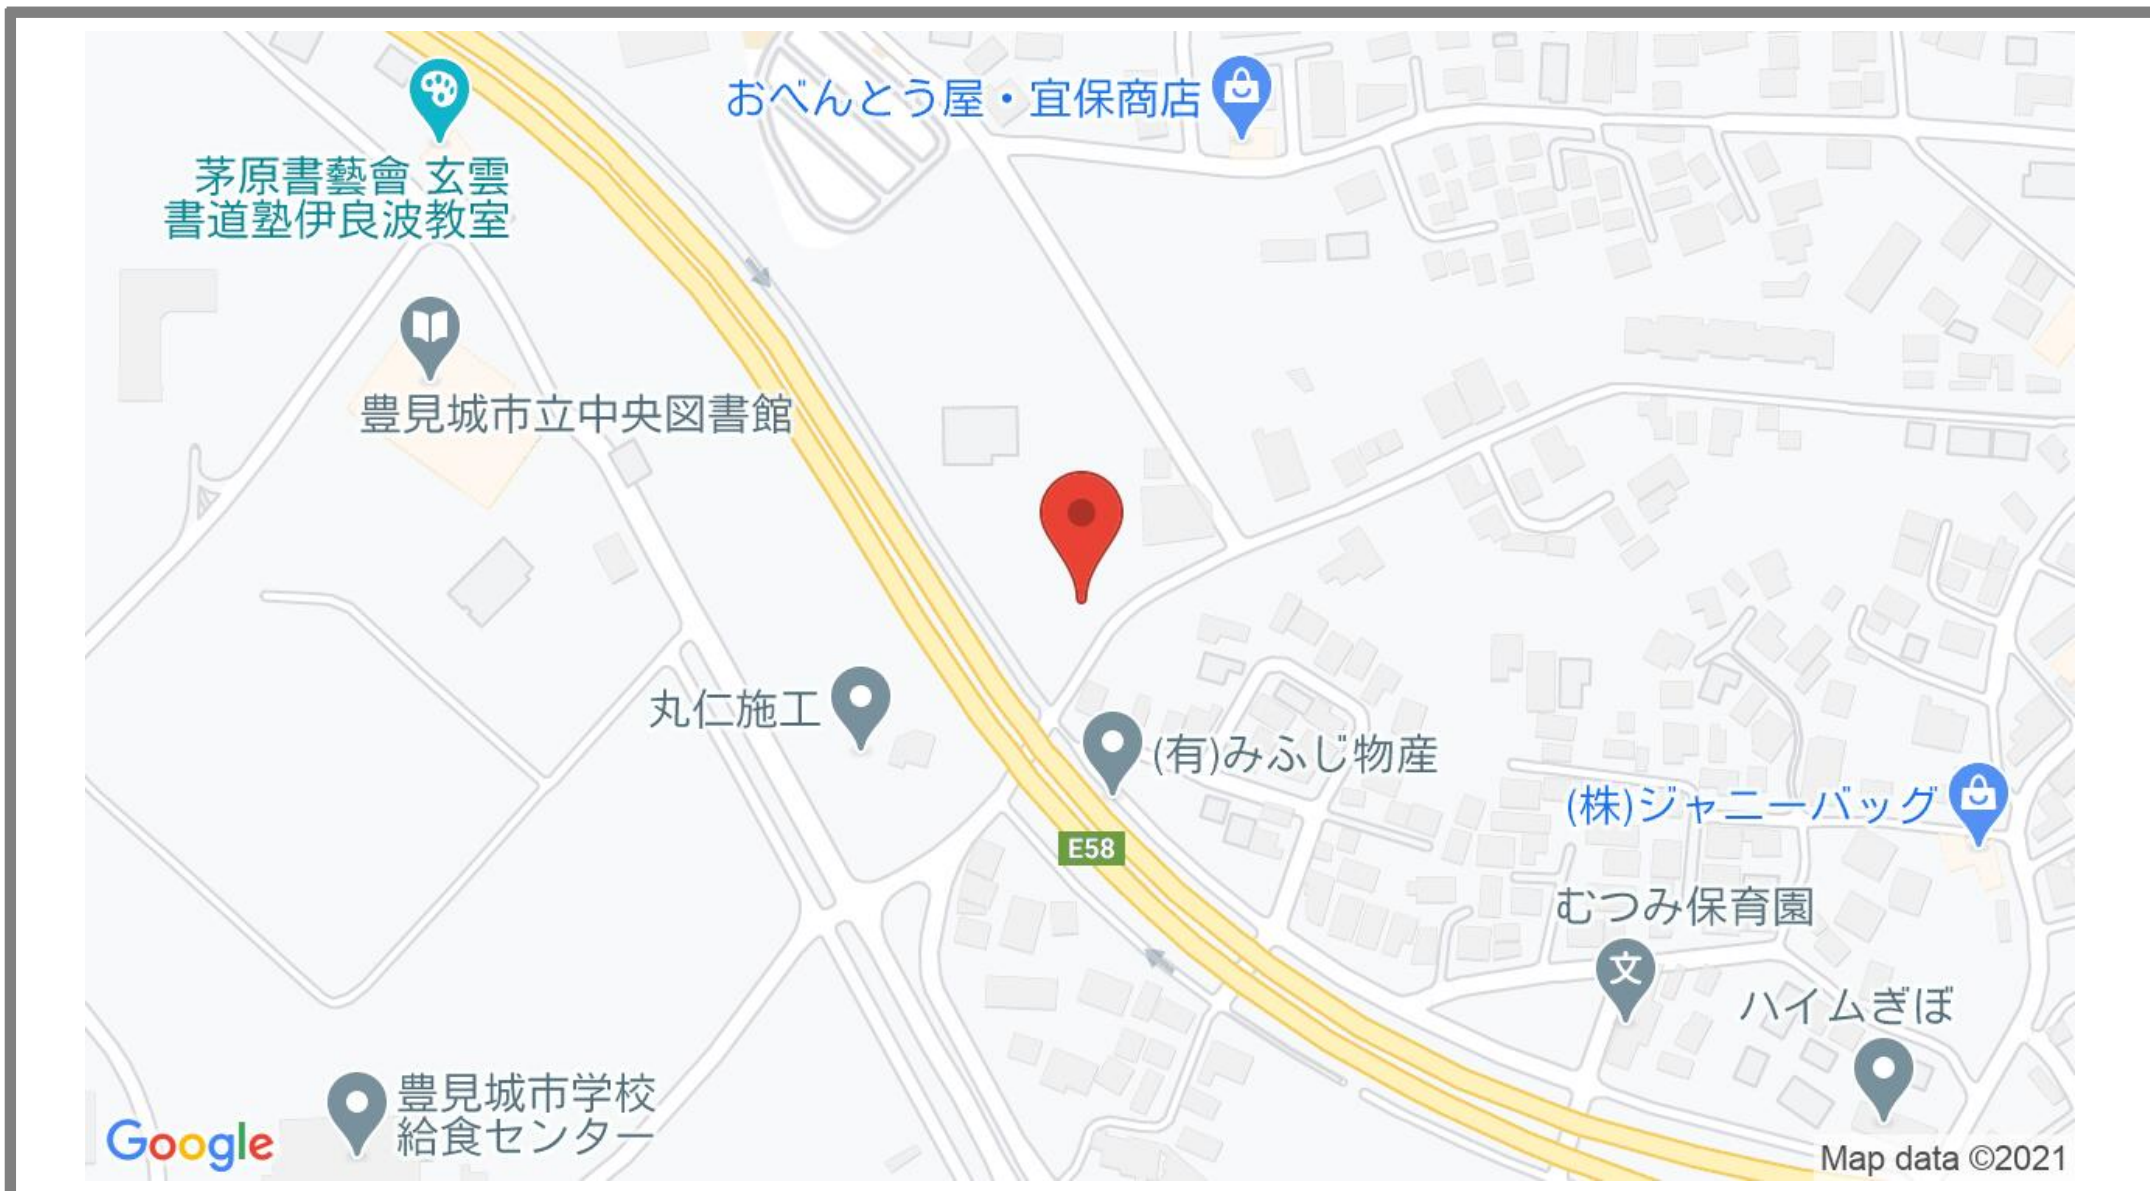 おべんとう屋・宜保商店
茅原書藝會 玄雲
書道塾伊良波教室
豊見城市立中央図書館
丸仁施工
(有)みふじ物産
(株)ジャニーバッグ
E58
むつみ保育園
文
ハイムぎぼ
豊見城市学校
給食センター
Google
Map data ©2021